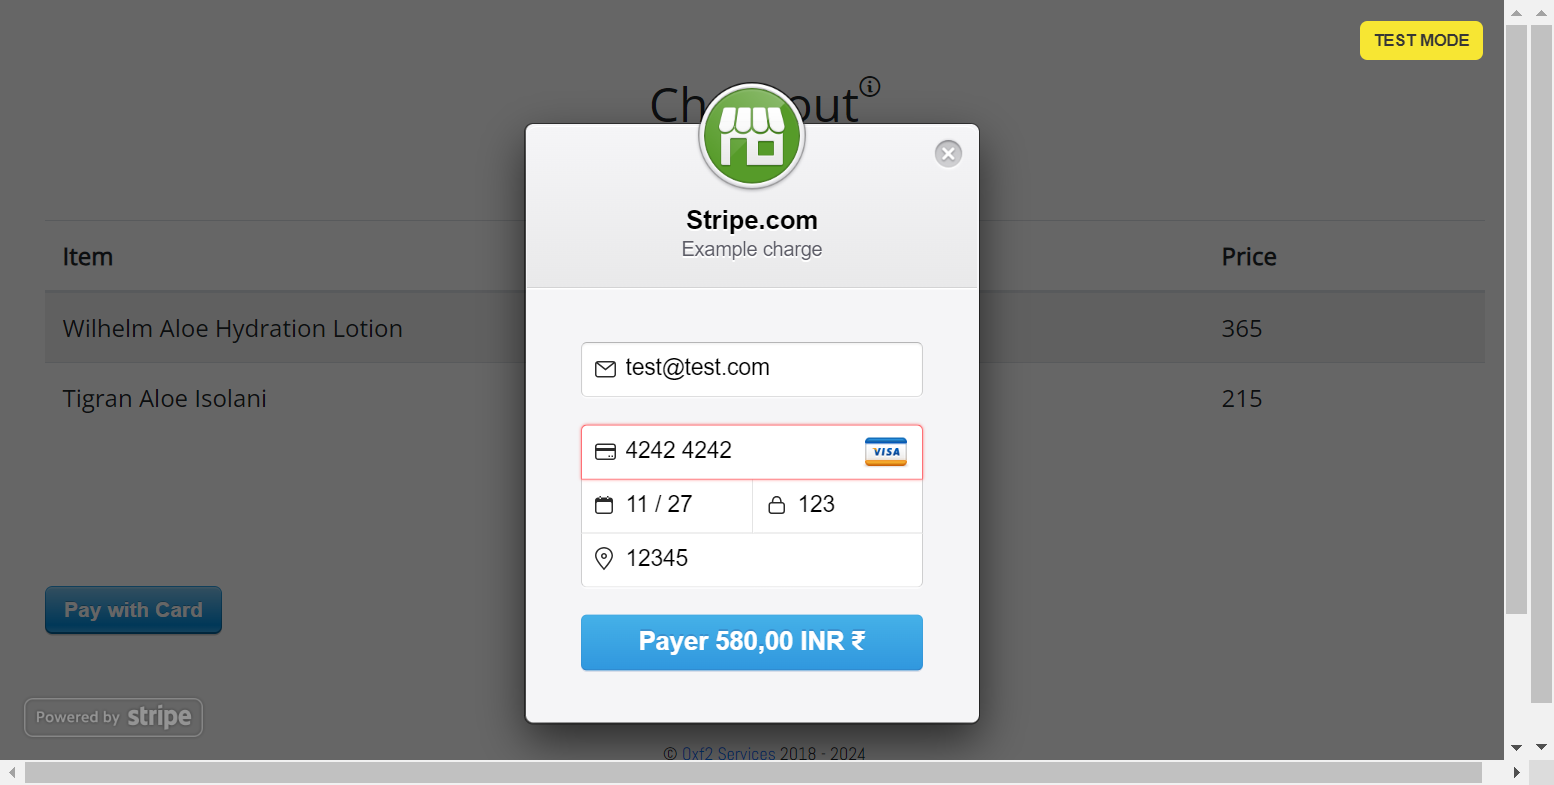 TEST MODE
Ch out
Stripe.com
Example charge
Item Price
Wilhelm Aloe Hydration Lotion 365
Tigran Aloe Isolani 215
test@test.com
4242 4242 VISA
11 / 27 123
12345
Payer 580,00 INR ₹
Pay with Card
Powered by stripe
© Qxf2 Services 2018 - 2024